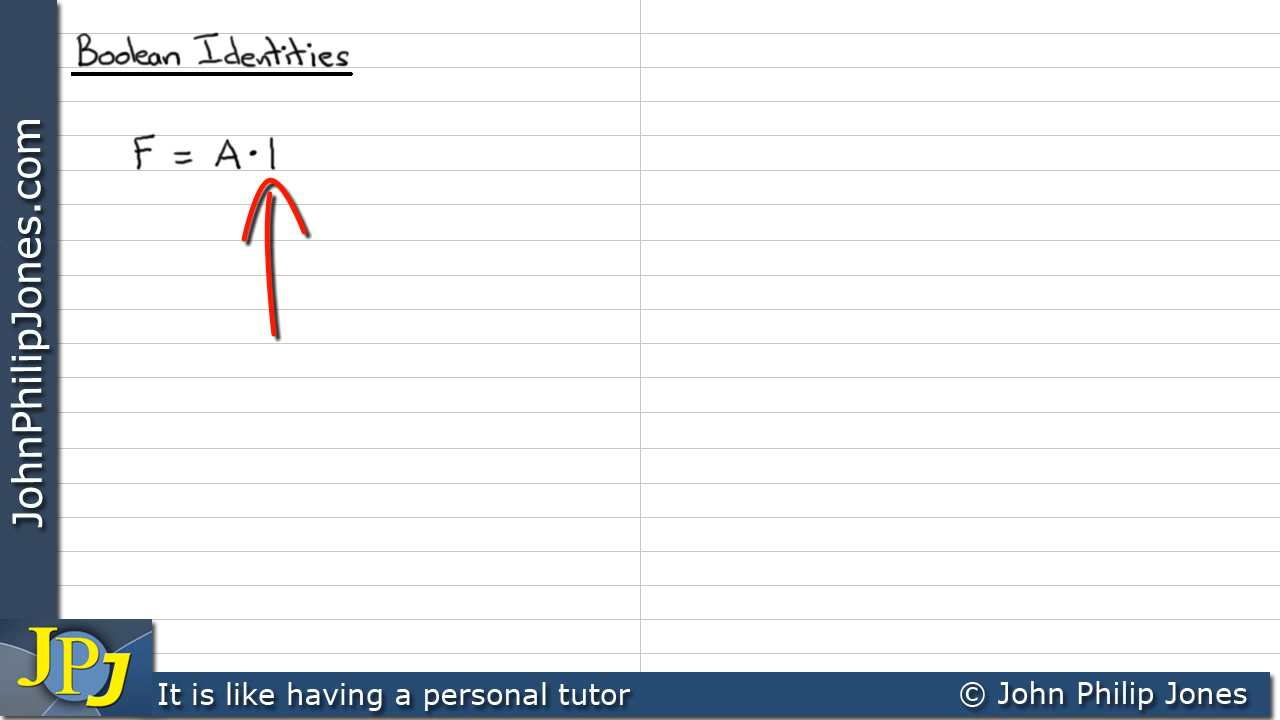 Boolean Identities
F = A · 1
JohnPhilipJones.com
JPJ
It is like having a personal tutor
© John Philip Jones